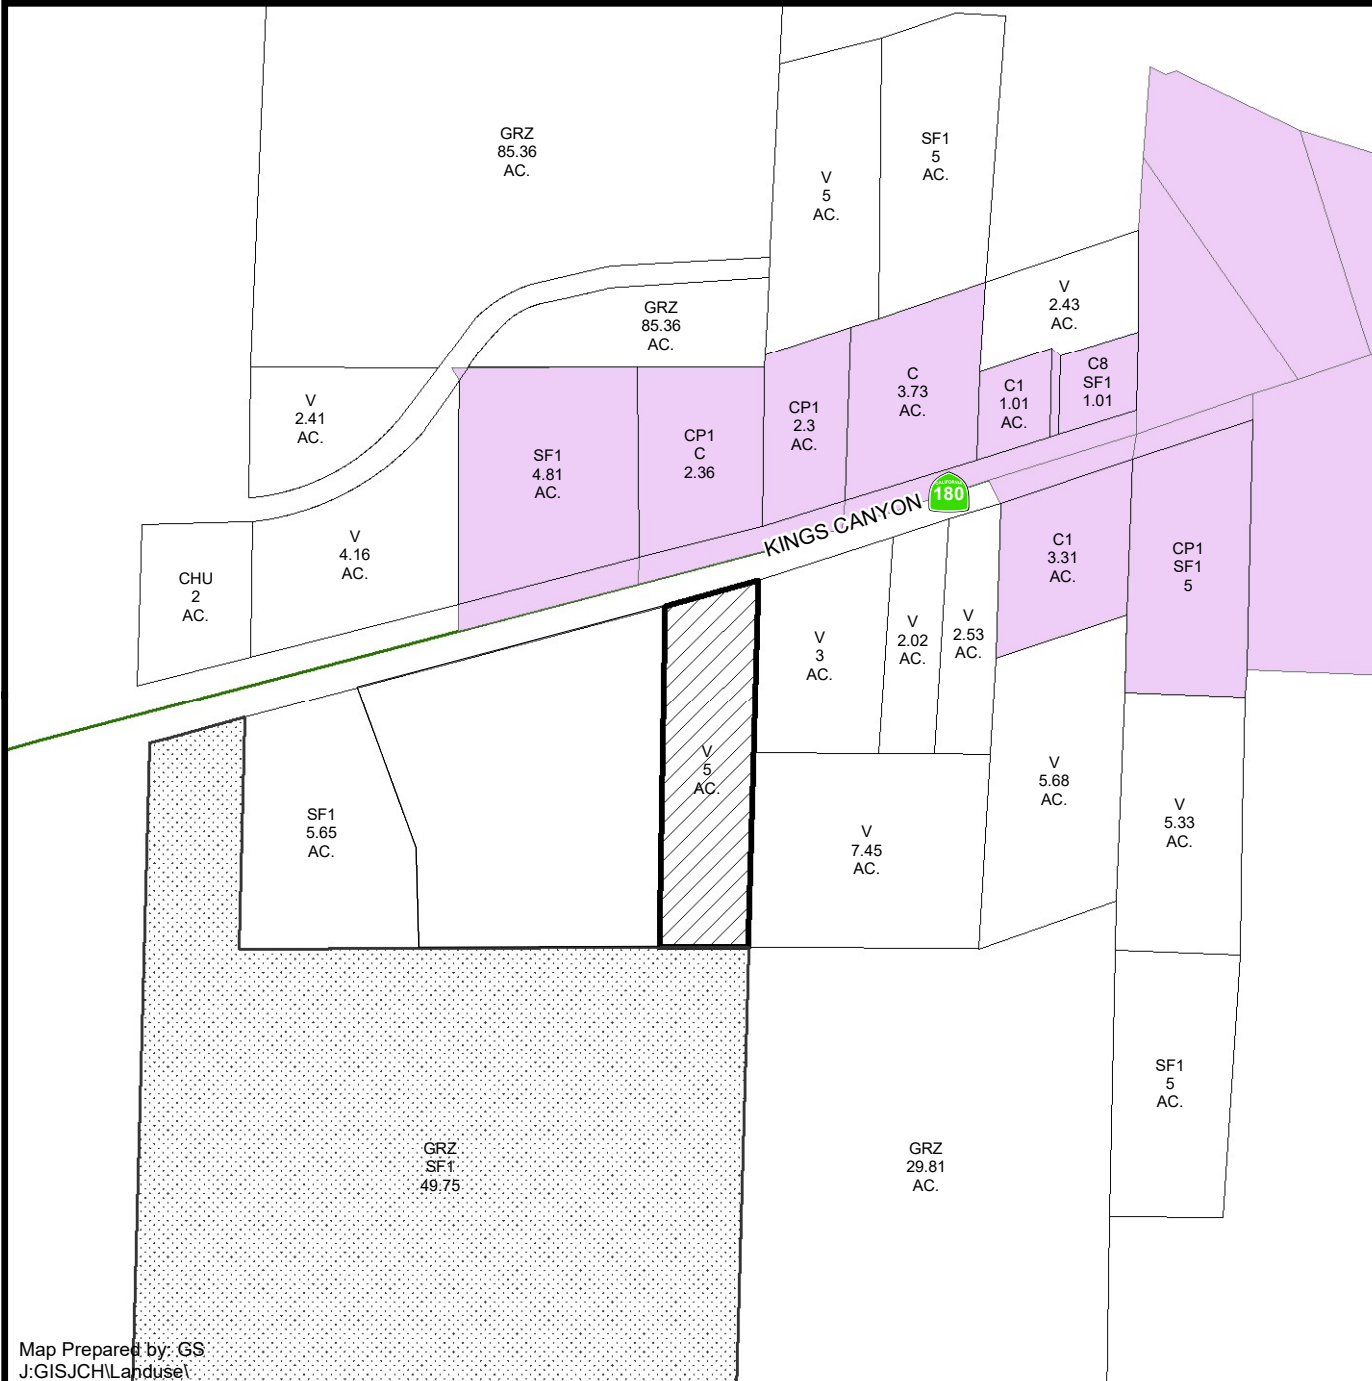 GRZ
85.36
AC.
SF1
5
AC.
V
5
AC.
GRZ
85.36
AC.
V
2.43
AC.
V
2.41
AC.
SF1
4.81
AC.
CP1
C
2.36
CP1
2.3
AC.
C
3.73
AC.
C1
1.01
AC.
C8
SF1
1.01
CHU
2
AC.
V
4.16
AC.
KINGS CANYON
CALIFORNIA
180
C1
3.31
AC.
CP1
SF1
5
V
3
AC.
V
2.02
AC.
V
2.53
AC.
V
5
AC.
SF1
5.65
AC.
V
7.45
AC.
V
5.68
AC.
V
5.33
AC.
SF1
5
AC.
GRZ
SF1
49.75
GRZ
29.81
AC.
Map Prepared by: GS
J:GISJCH\Landuse\